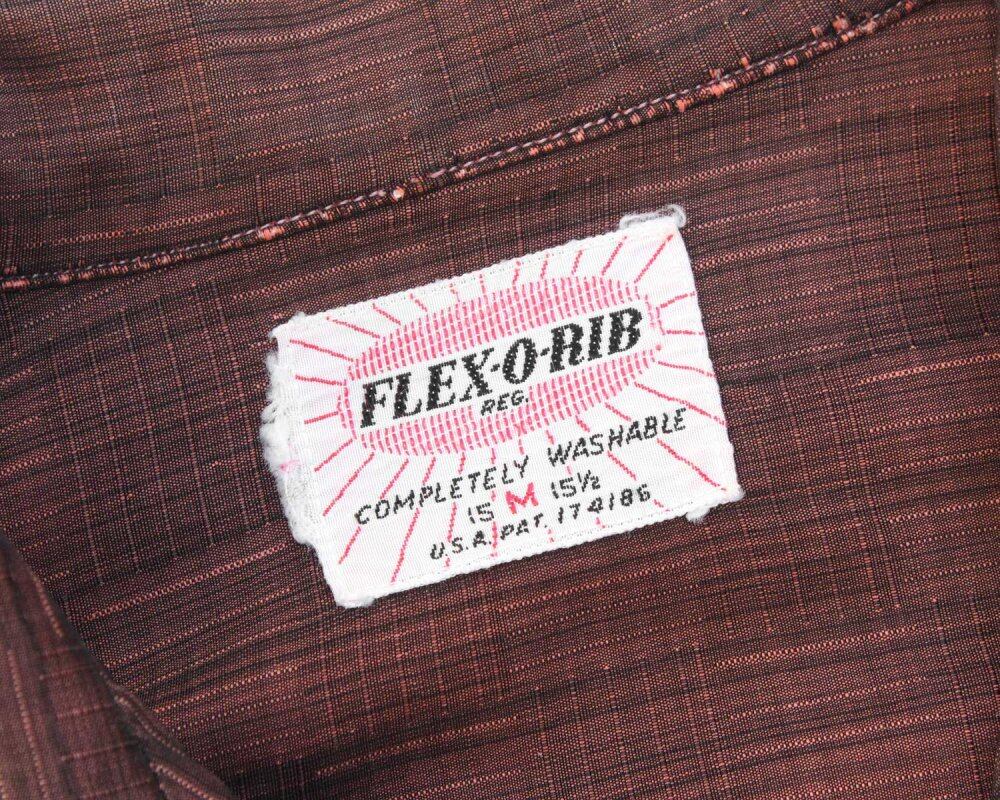 FLEX-O-RIB
REG.
COMPLETELY WASHABLE
15 M 15½
U.S.A. PAT. 174186